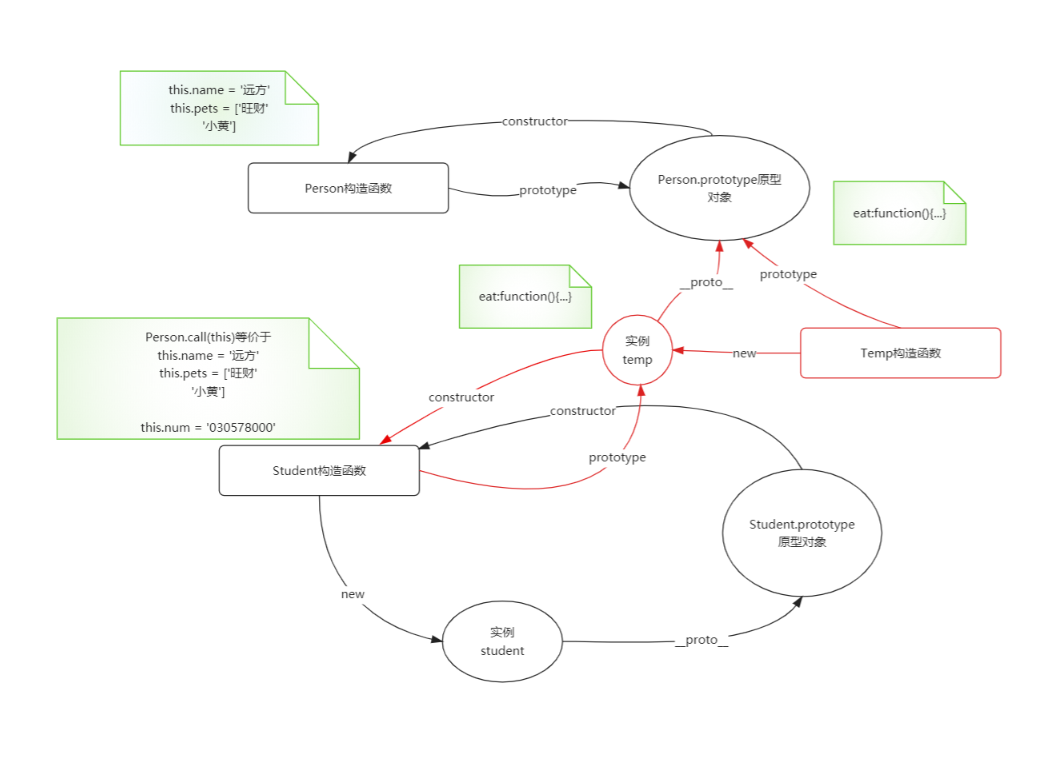 this.name = '远方'
this.pets = ['旺财'
'小黄']
constructor
Person构造函数
prototype
Person.prototype原型
对象
eat:function(){...}
eat:function(){...}
__proto__
prototype
实例
temp
new
Temp构造函数
Person.call(this)等价于
this.name = '远方'
this.pets = ['旺财'
'小黄']
this.num = '030578000'
constructor
constructor
prototype
Student构造函数
Student.prototype
原型对象
new
实例
student
__proto__